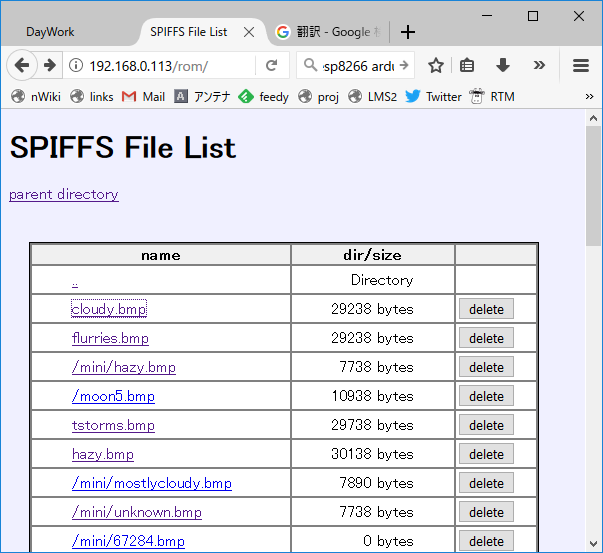 DayWork SPIFFS File List 翻訳 - Google
192.168.0.113/rom/ sp8266 ardu
nWiki links Mail アンテナ feedy proj LMS2 Twitter RTM
SPIFFS File List
parent directory
name dir/size
.. Directory
cloudy.bmp 29238 bytes delete
flurries.bmp 29238 bytes delete
/mini/hazy.bmp 7738 bytes delete
/moon5.bmp 10938 bytes delete
tstorms.bmp 29738 bytes delete
hazy.bmp 30138 bytes delete
/mini/mostlycloudy.bmp 7890 bytes delete
/mini/unknown.bmp 7738 bytes delete
/mini/67284.bmp 0 bytes delete